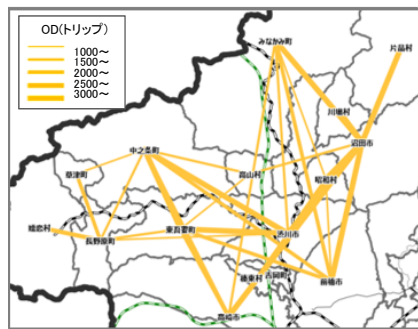 OD(トリップ)
1000～
1500～
2000～
2500～
3000～
みなかみ町
片品村
川場村
沼田市
中之条町
草津町
高山村
昭和村
嬬恋村
長野原町
東吾妻町
渋川市
榛東村
吉岡町
前橋市
高崎市